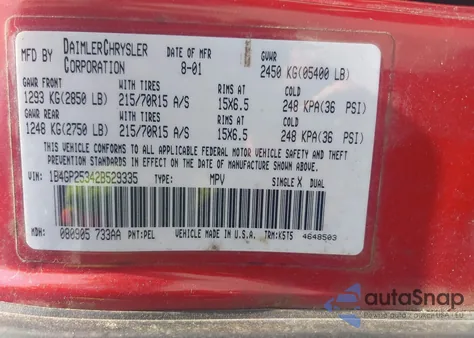 MFD BY DAIMLERCHRYSLER CORPORATION DATE OF MFR 8-01 GVWR 2450 KG(05400 LB)
GAWR FRONT WITH TIRES RIMS AT COLD
1293 KG(2850 LB) 215/70R15 A/S 15X6.5 248 KPA(36 PSI)
GAWR REAR WITH TIRES RIMS AT COLD
1248 KG(2750 LB) 215/70R15 A/S 15X6.5 248 KPA(36 PSI)
THIS VEHICLE CONFORMS TO ALL APPLICABLE FEDERAL MOTOR VEHICLE SAFETY AND THEFT
PREVENTION STANDARDS IN EFFECT ON THE DATE OF MANUFACTURE SHOWN ABOVE.
VIN: 1B4GP25342B529335 TYPE: MPV SINGLE X DUAL
MDH: 080905 733AA PNT:PEL VEHICLE MADE IN U.S.A. TRM:K5T5 4648503
autoSnap